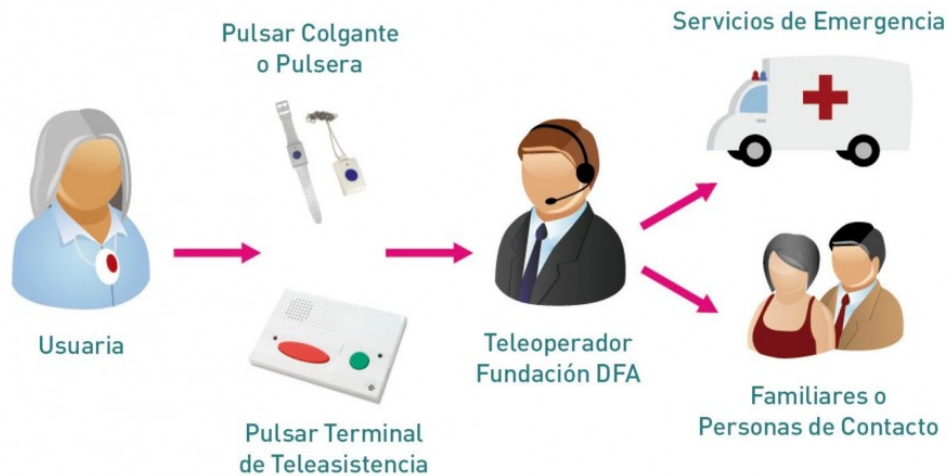 Pulsar Colgante
o Pulsera
Servicios de Emergencia
Usuaria
Teleoperador
Fundación DFA
Pulsar Terminal
de Teleasistencia
Familiares o
Personas de Contacto